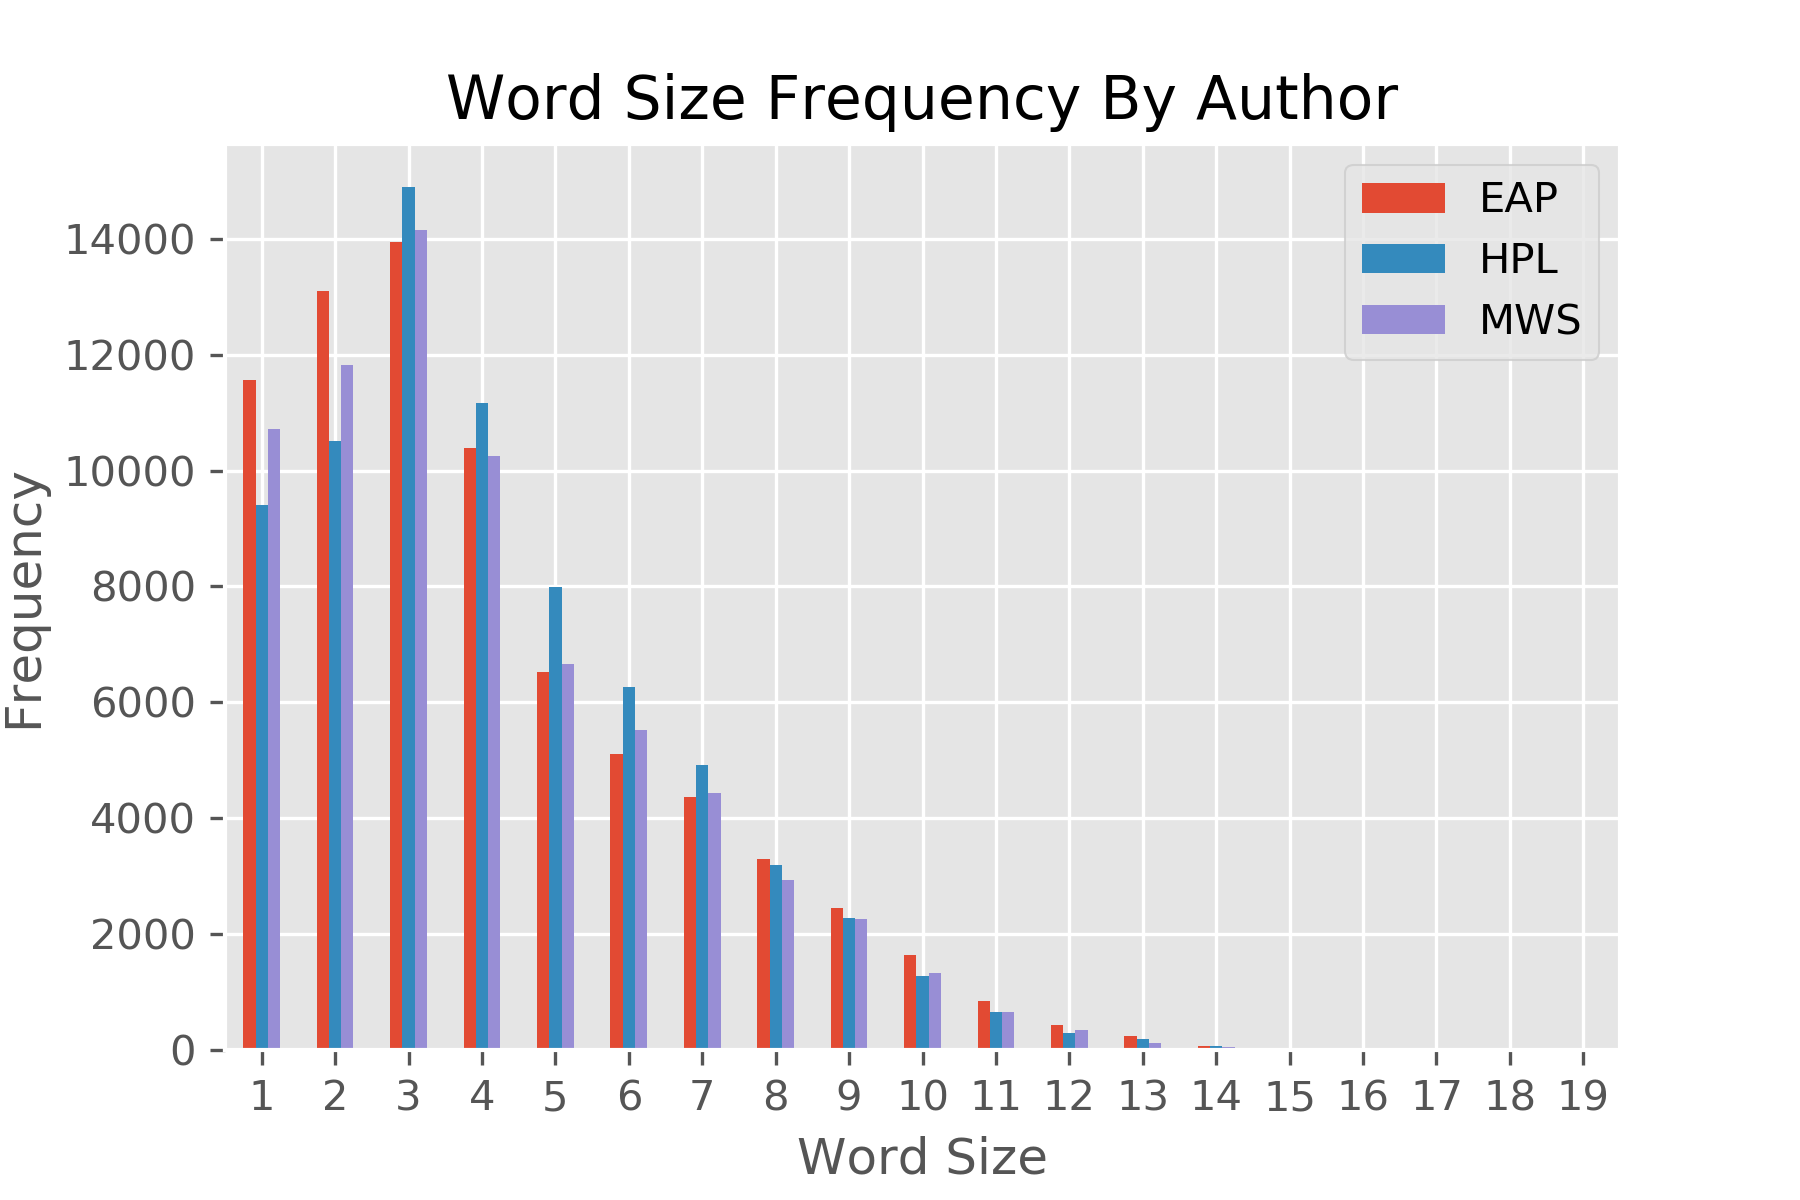 Word Size Frequency By Author
EAP
HPL
MWS
14000
12000
10000
8000
6000
4000
2000
0
Frequency
1 2 3 4 5 6 7 8 9 10 11 12 13 14 15 16 17 18 19
Word Size